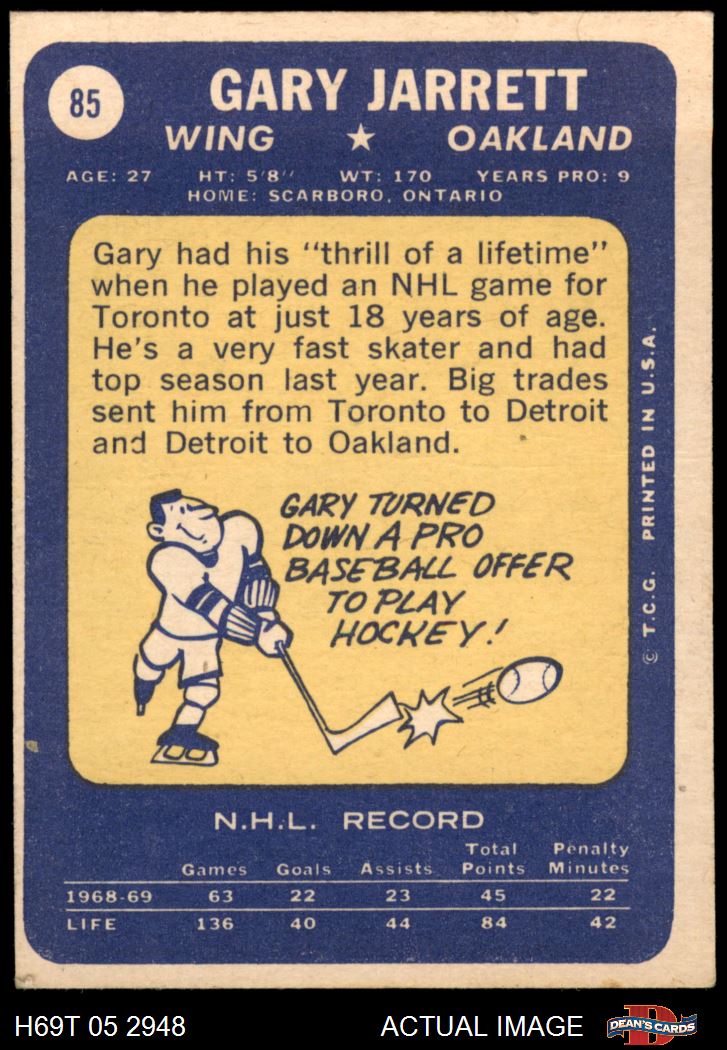 85
GARY JARRETT
WING ★ OAKLAND
AGE: 27 HT: 5'8'' WT: 170 YEARS PRO: 9
HOME: SCARBORO, ONTARIO
Gary had his "thrill of a lifetime"
when he played an NHL game for
Toronto at just 18 years of age.
He's a very fast skater and had
top season last year. Big trades
sent him from Toronto to Detroit
and Detroit to Oakland.
GARY TURNED
DOWN A PRO
BASEBALL OFFER
TO PLAY
HOCKEY!
© T.C.G. PRINTED IN U.S.A.
N.H.L. RECORD
Games Goals Assists Total Points Penalty Minutes
1968-69 63 22 23 45 22
LIFE 136 40 44 84 42
H69T 05 2948 ACTUAL IMAGE DEAN'S CARDS